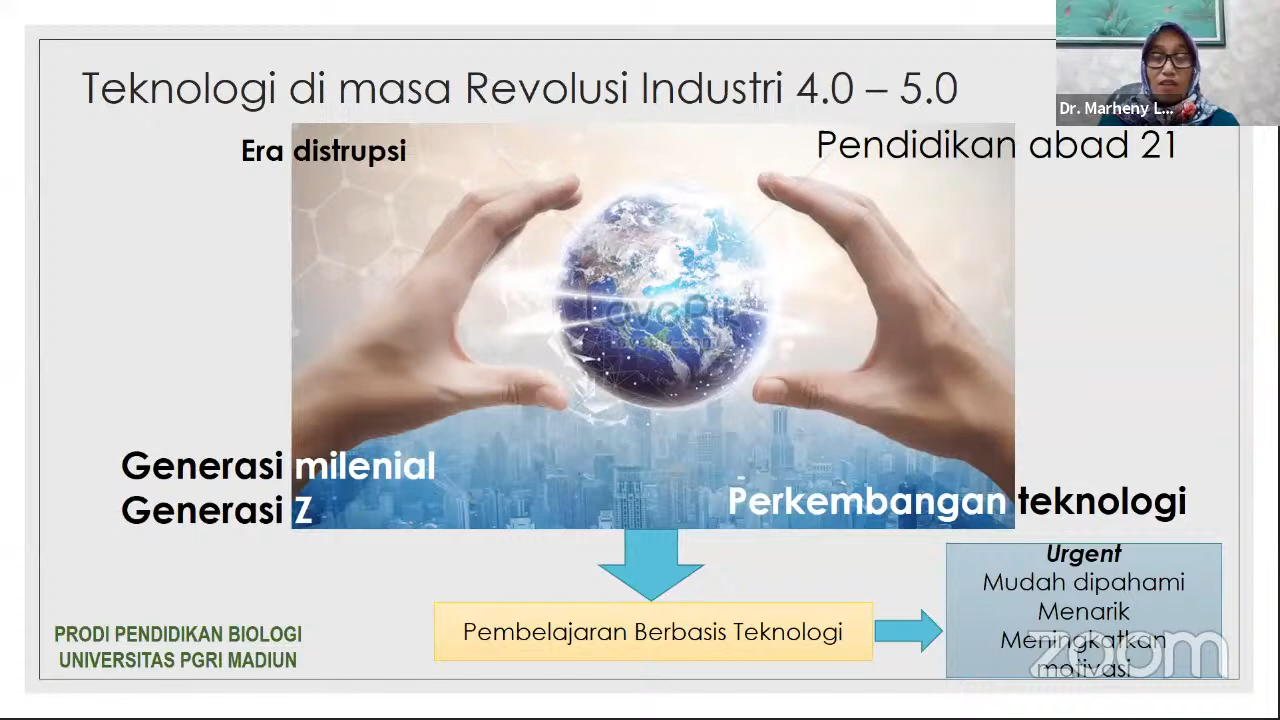 Teknologi di masa Revolusi Industri 4.0 – 5.0
Dr. Marheny L...
Era distrupsi
Pendidikan abad 21
Generasi milenial
Generasi Z
Perkembangan teknologi
Urgent
Mudah dipahami
Menarik
Meningkatkan
motivasi
Pembelajaran Berbasis Teknologi
PRODI PENDIDIKAN BIOLOGI
UNIVERSITAS PGRI MADIUN
zoom